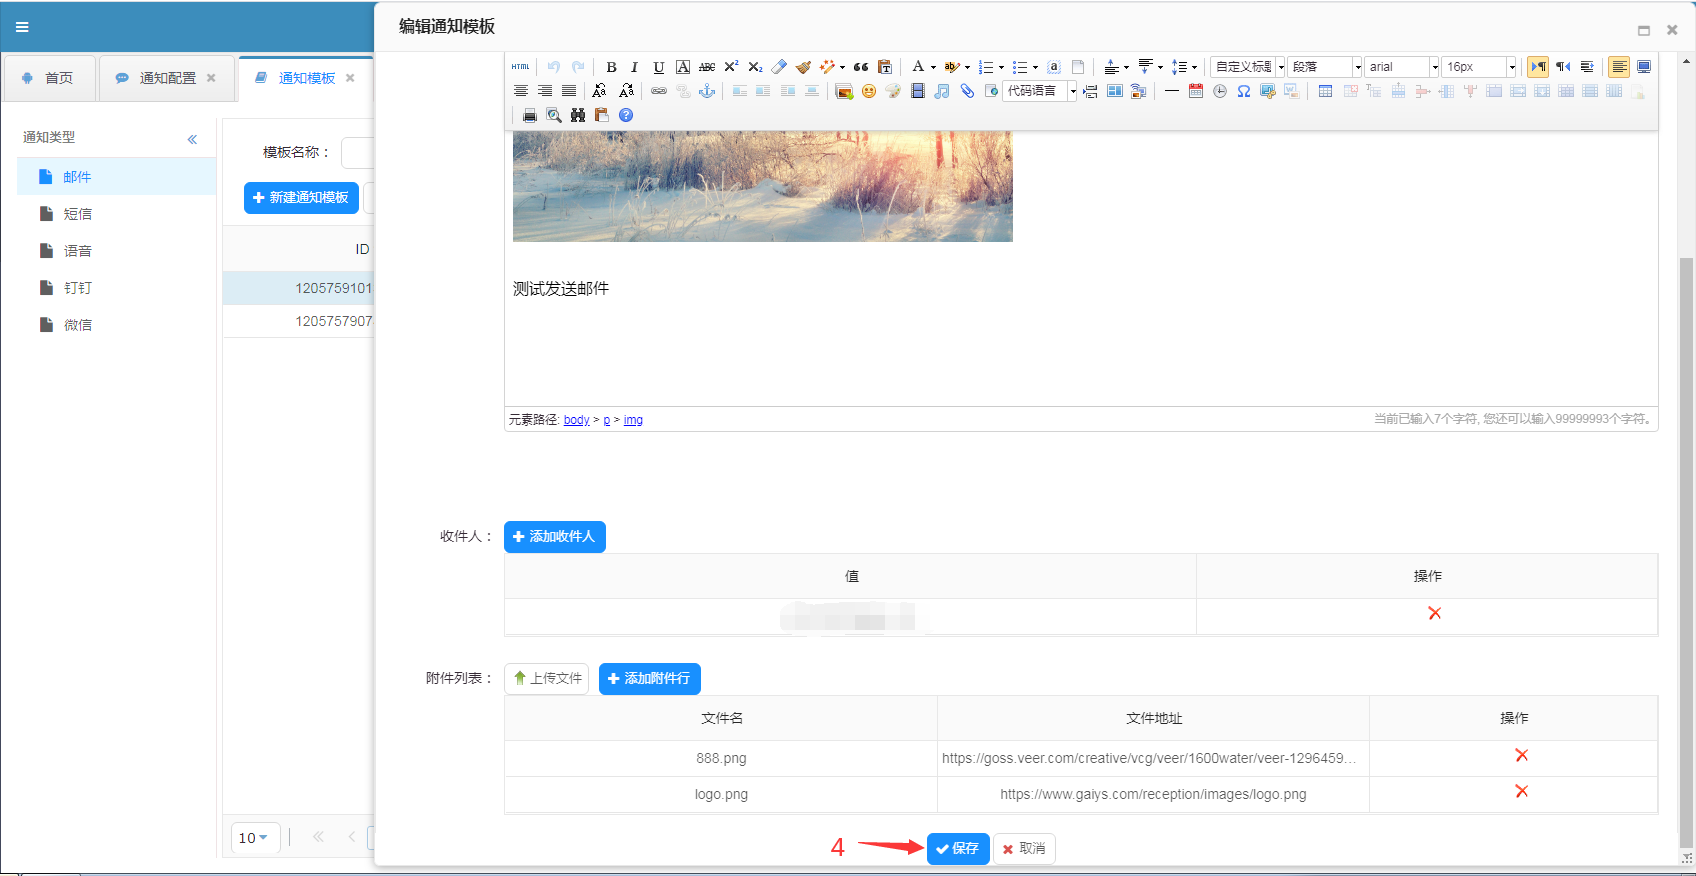 编辑通知模板
首页
通知配置
通知模板
通知类型
邮件
短信
语音
钉钉
微信
模板名称：
新建通知模板
ID
1205759101
1205757907
10
HTML
B I U A ABC X² X₂
A ab
自定义标题
段落
arial
16px
代码语言
测试发送邮件
元素路径: body > p > img
当前已输入7个字符, 您还可以输入99999993个字符。
收件人：
添加收件人
值
操作
附件列表：
上传文件
添加附件行
文件名
文件地址
操作
888.png
https://goss.veer.com/creative/vcg/veer/1600water/veer-1296459...
logo.png
https://www.gaiys.com/reception/images/logo.png
4
保存
取消